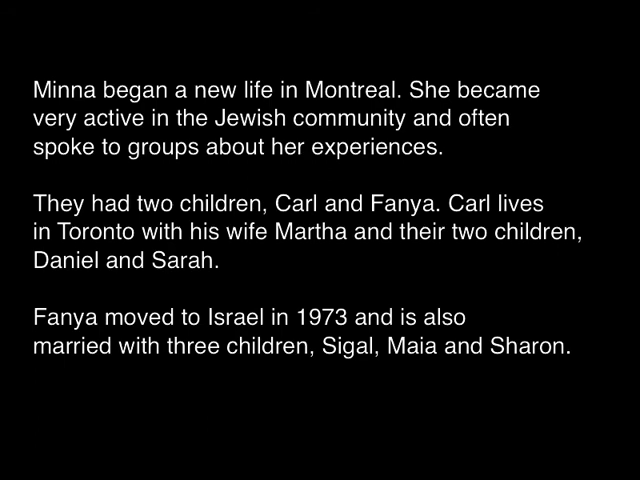 Minna began a new life in Montreal. She became
very active in the Jewish community and often
spoke to groups about her experiences.
They had two children, Carl and Fanya. Carl lives
in Toronto with his wife Martha and their two children,
Daniel and Sarah.
Fanya moved to Israel in 1973 and is also
married with three children, Sigal, Maia and Sharon.